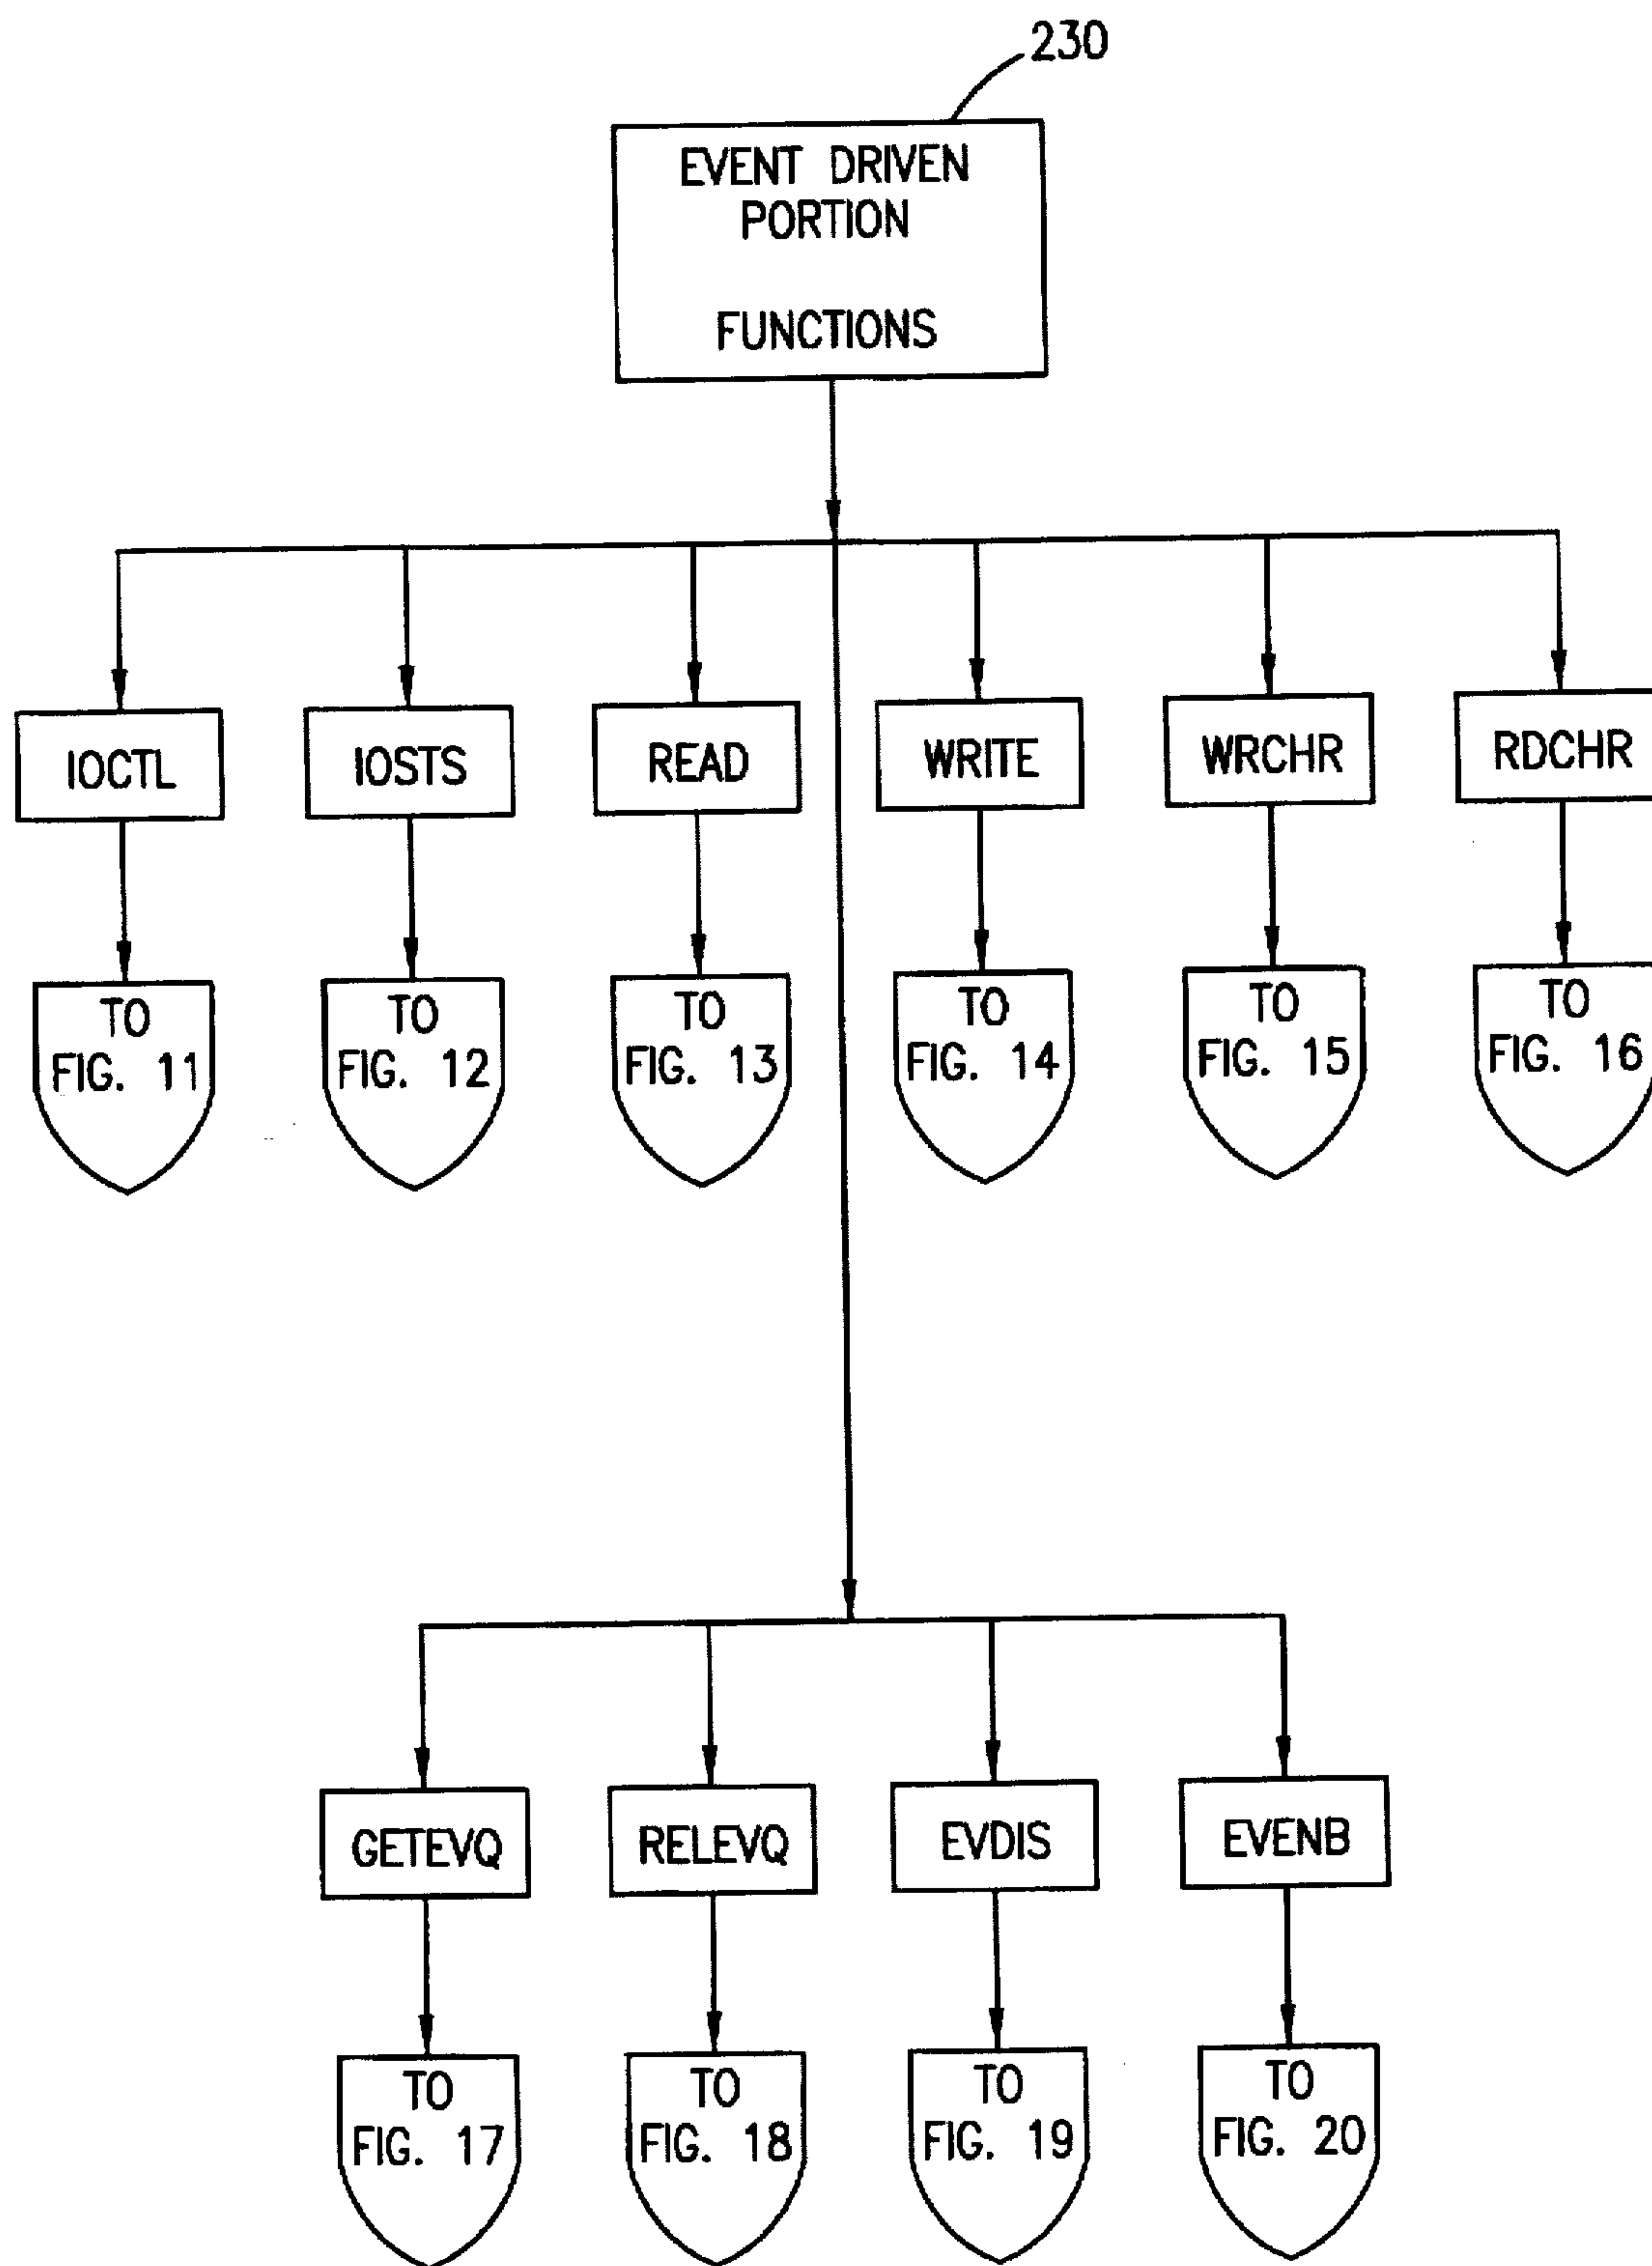 230
EVENT DRIVEN
PORTION
FUNCTIONS
IOCTL
IOSTS
READ
WRITE
WRCHR
RDCHR
TO
FIG. 11
TO
FIG. 12
TO
FIG. 13
TO
FIG. 14
TO
FIG. 15
TO
FIG. 16
GETEVQ
RELEVQ
EVDIS
EVENB
TO
FIG. 17
TO
FIG. 18
TO
FIG. 19
TO
FIG. 20